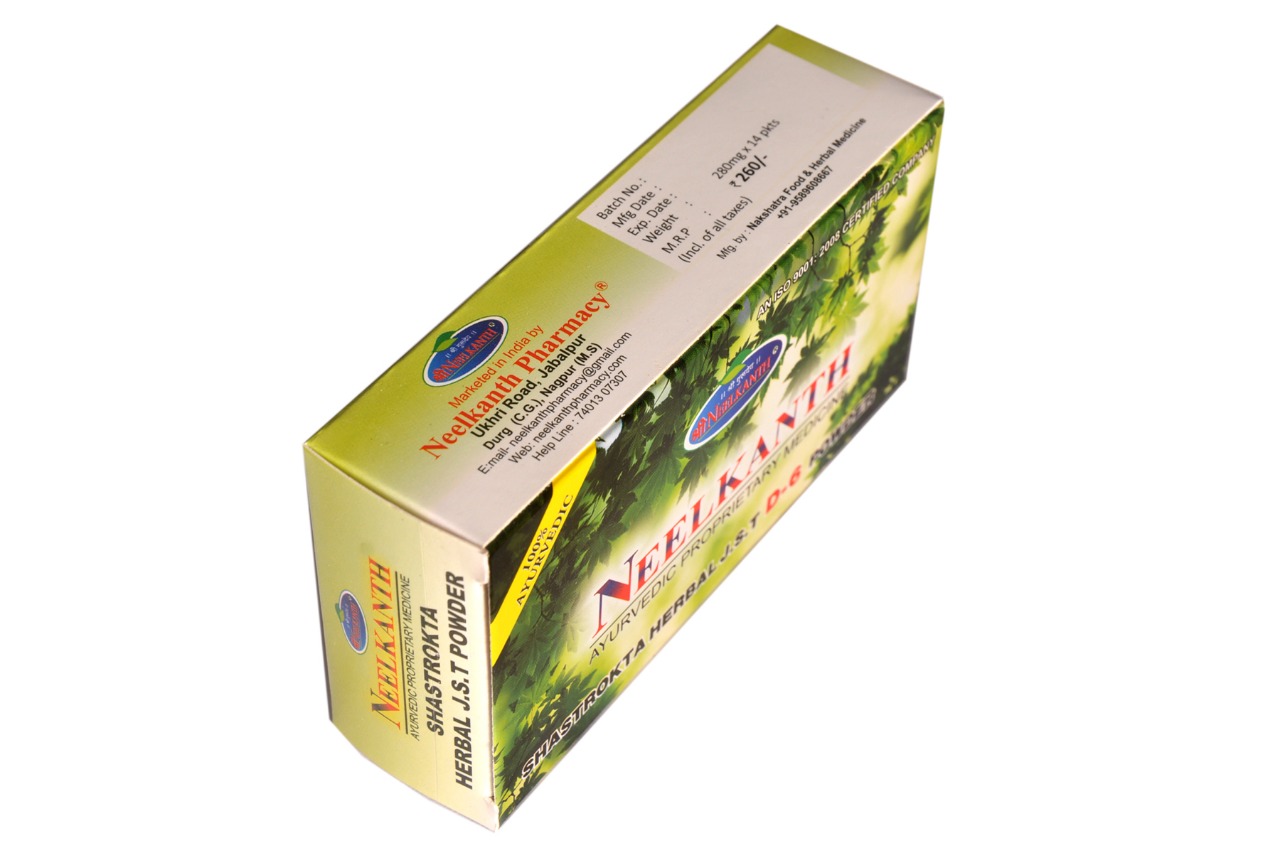 Batch No. :
Mfg Date :
Exp. Date :
Weight : 280mg x 14 pkts
M.R.P : ₹ 260/-
(Incl. of all taxes)
Mfg. by : Nakshatra Food & Herbal Medicine
+91-9589608667
॥ श्री गुरूदेव ॥
श्री NEELKANTH
Marketed in India by
Neelkanth Pharmacy®
Ukhri Road, Jabalpur
Durg (C.G.), Nagpur (M.S)
E:mail- neelkanthpharmacy@gmail.com
Web: neelkanthpharmacy.com
Help Line : 74013 07307
AN ISO 9001: 2008 CERTIFIED COMPANY
॥ श्री गुरूदेव ॥
श्री NEELKANTH
100%
AYURVEDIC
NEELKANTH
AYURVEDIC PROPRIETARY MEDICINE
SHASTROKTA HERBAL J.S.T D-6 POWDER
NEELKANTH
NEELKANTH
AYURVEDIC PROPRIETARY MEDICINE
SHASTROKTA
HERBAL J.S.T POWDER